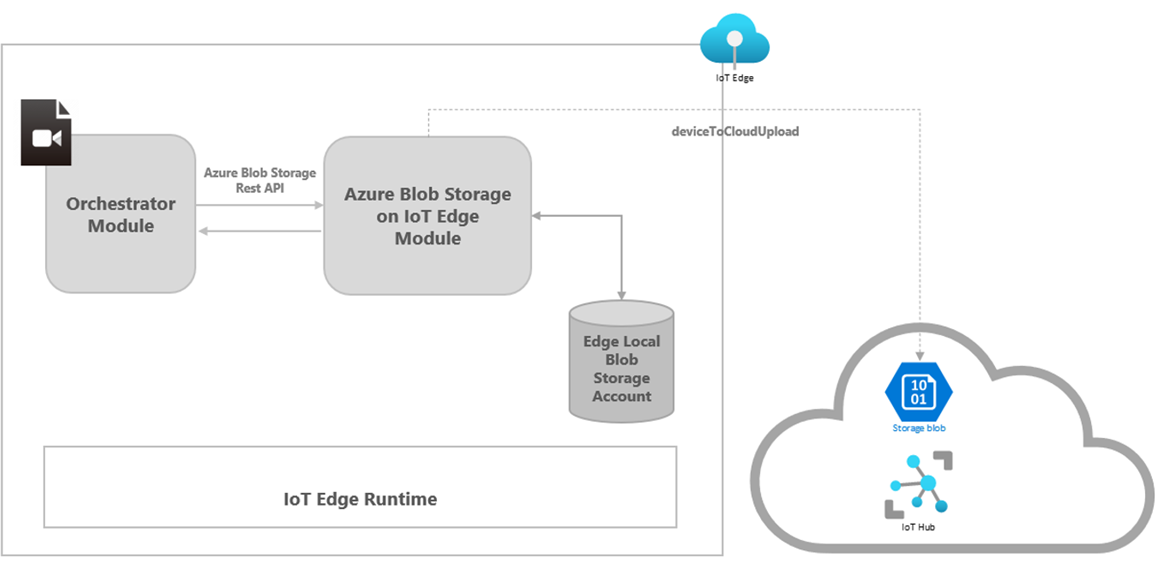 IoT Edge
deviceToCloudUpload
Azure Blob Storage
Rest API
Orchestrator
Module
Azure Blob Storage
on IoT Edge
Module
Edge Local
Blob
Storage
Account
10
01
Storage blob
IoT Edge Runtime
IoT Hub